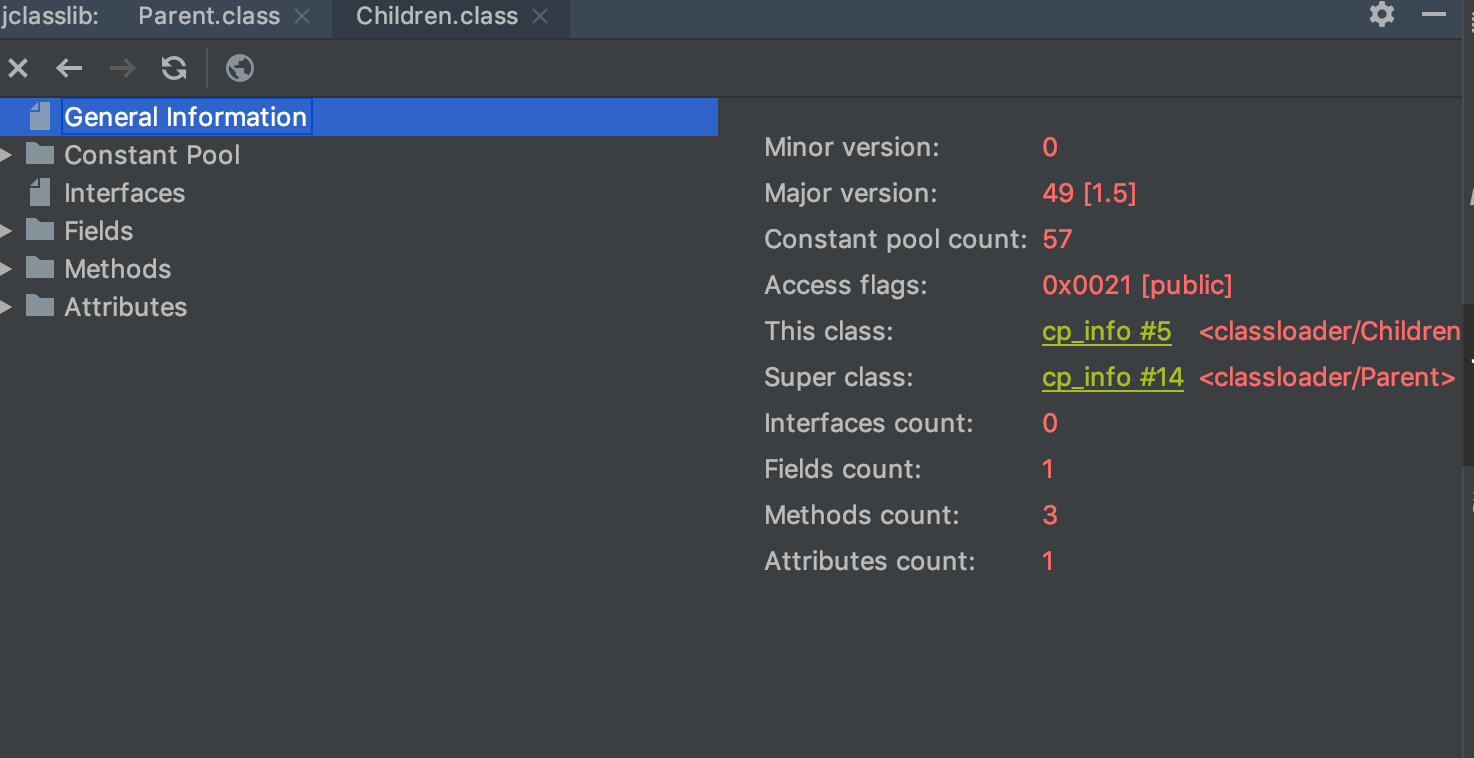 jclasslib: Parent.class Children.class
General Information
Constant Pool
Interfaces
Fields
Methods
Attributes
Minor version: 0
Major version: 49 [1.5]
Constant pool count: 57
Access flags: 0x0021 [public]
This class: cp_info #5 <classloader/Children
Super class: cp_info #14 <classloader/Parent>
Interfaces count: 0
Fields count: 1
Methods count: 3
Attributes count: 1